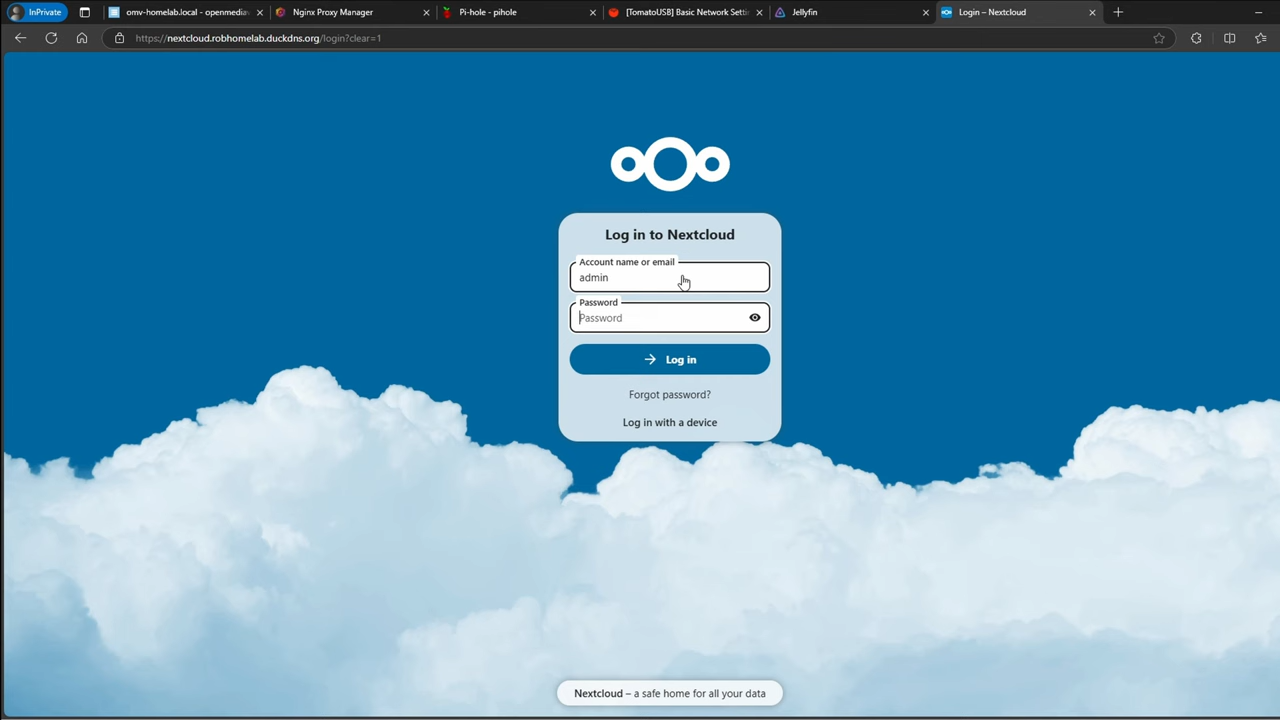 InPrivate
omv-homelab.local - openmediav
Nginx Proxy Manager
Pi-hole - pihole
[TomatoUSB] Basic Network Setti
Jellyfin
Login – Nextcloud
https://nextcloud.robhomelab.duckdns.org/login?clear=1
Log in to Nextcloud
Account name or email
admin
Password
Password
Log in
Forgot password?
Log in with a device
Nextcloud – a safe home for all your data